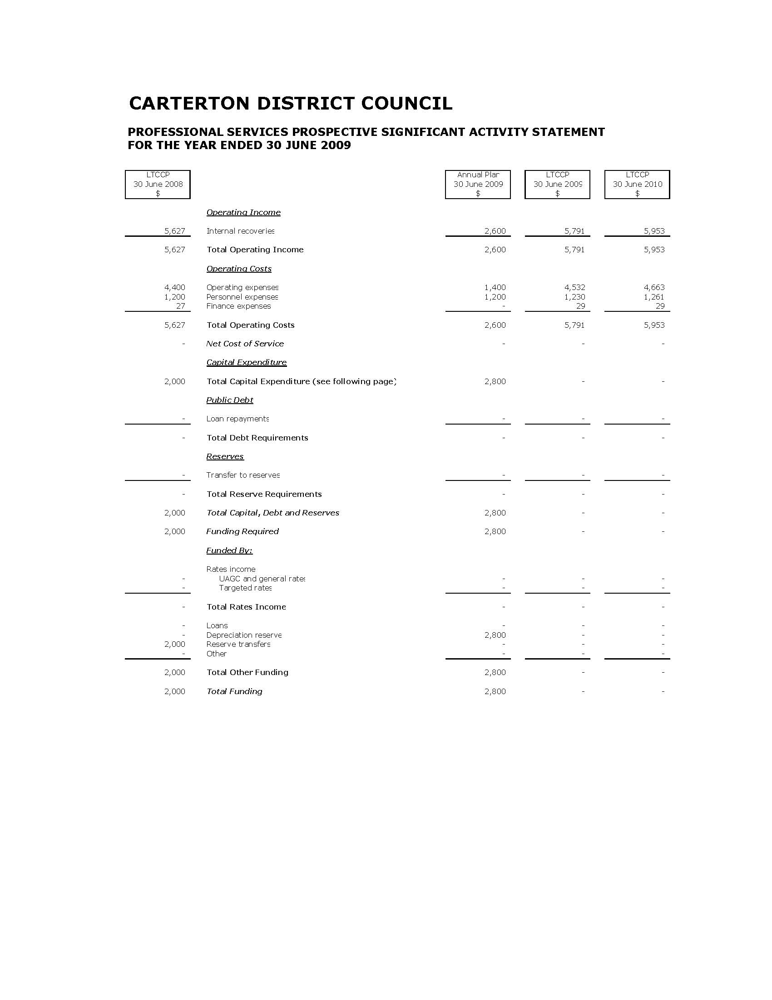 CARTERTON DISTRICT COUNCIL
PROFESSIONAL SERVICES PROSPECTIVE SIGNIFICANT ACTIVITY STATEMENT
FOR THE YEAR ENDED 30 JUNE 2009
LTCCP Annual Plan LTCCP LTCCP
30 June 2008 30 June 2009 30 June 2009 30 June 2010
$ $ $ $
Operating Income
5,627 Internal recoveries 2,600 5,791 5,953
5,627 Total Operating Income 2,600 5,791 5,953
Operating Costs
4,400 Operating expenses 1,400 4,532 4,663
1,200 Personnel expenses 1,200 1,230 1,261
27 Finance expenses - 29 29
5,627 Total Operating Costs 2,600 5,791 5,953
- Net Cost of Service - - -
Capital Expenditure
2,000 Total Capital Expenditure (see following page) 2,800 - -
Public Debt
- Loan repayments - - -
- Total Debt Requirements - - -
Reserves
- Transfer to reserves - - -
- Total Reserve Requirements - - -
2,000 Total Capital, Debt and Reserves 2,800 - -
2,000 Funding Required 2,800 - -
Funded By:
Rates income
- UAGC and general rates - - -
- Targeted rates - - -
- Total Rates Income - - -
- Loans - - -
- Depreciation reserve 2,800 - -
2,000 Reserve transfers - - -
- Other - - -
2,000 Total Other Funding 2,800 - -
2,000 Total Funding 2,800 - -